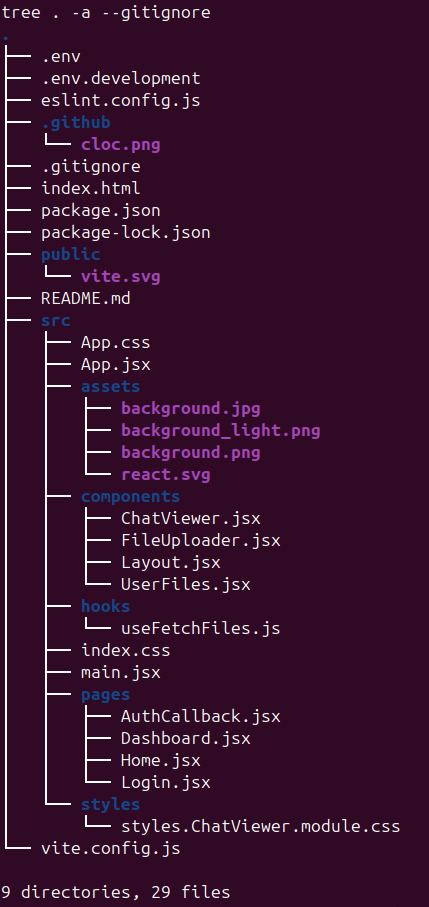 tree . -a --gitignore
.
├── .env
├── .env.development
├── eslint.config.js
├── .github
│   └── cloc.png
├── .gitignore
├── index.html
├── package.json
├── package-lock.json
├── public
│   └── vite.svg
├── README.md
├── src
│   ├── App.css
│   ├── App.jsx
│   ├── assets
│   │   ├── background.jpg
│   │   ├── background_light.png
│   │   ├── background.png
│   │   └── react.svg
│   ├── components
│   │   ├── ChatViewer.jsx
│   │   ├── FileUploader.jsx
│   │   ├── Layout.jsx
│   │   └── UserFiles.jsx
│   ├── hooks
│   │   └── useFetchFiles.js
│   ├── index.css
│   ├── main.jsx
│   ├── pages
│   │   ├── AuthCallback.jsx
│   │   ├── Dashboard.jsx
│   │   ├── Home.jsx
│   │   └── Login.jsx
│   └── styles
│       └── styles.ChatViewer.module.css
└── vite.config.js

9 directories, 29 files